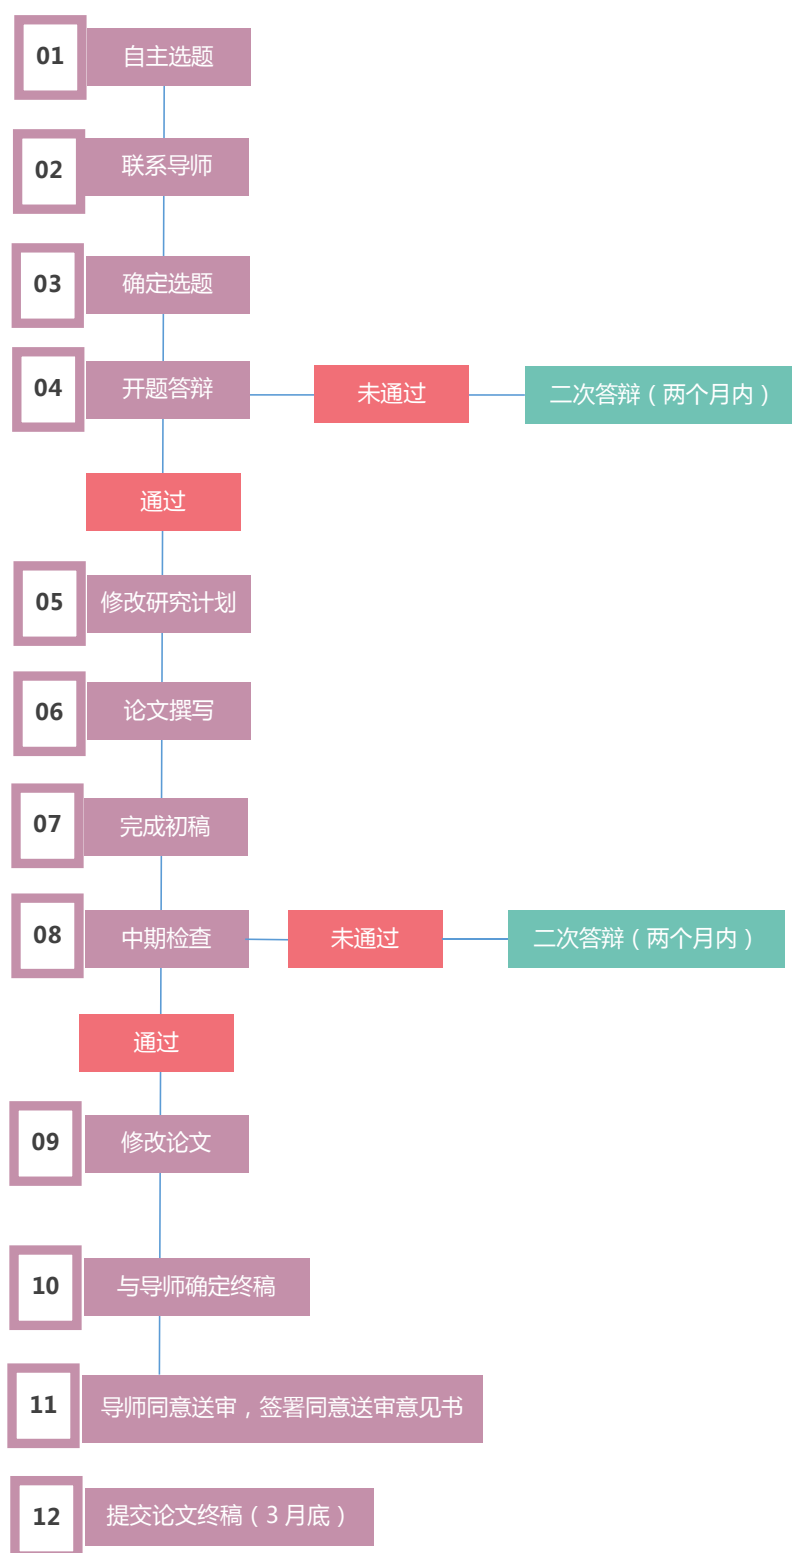 01
自主选题
02
联系导师
03
确定选题
04
开题答辩
未通过
二次答辩（两个月内）
通过
05
修改研究计划
06
论文撰写
07
完成初稿
08
中期检查
未通过
二次答辩（两个月内）
通过
09
修改论文
10
与导师确定终稿
11
导师同意送审，签署同意送审意见书
12
提交论文终稿（3月底）